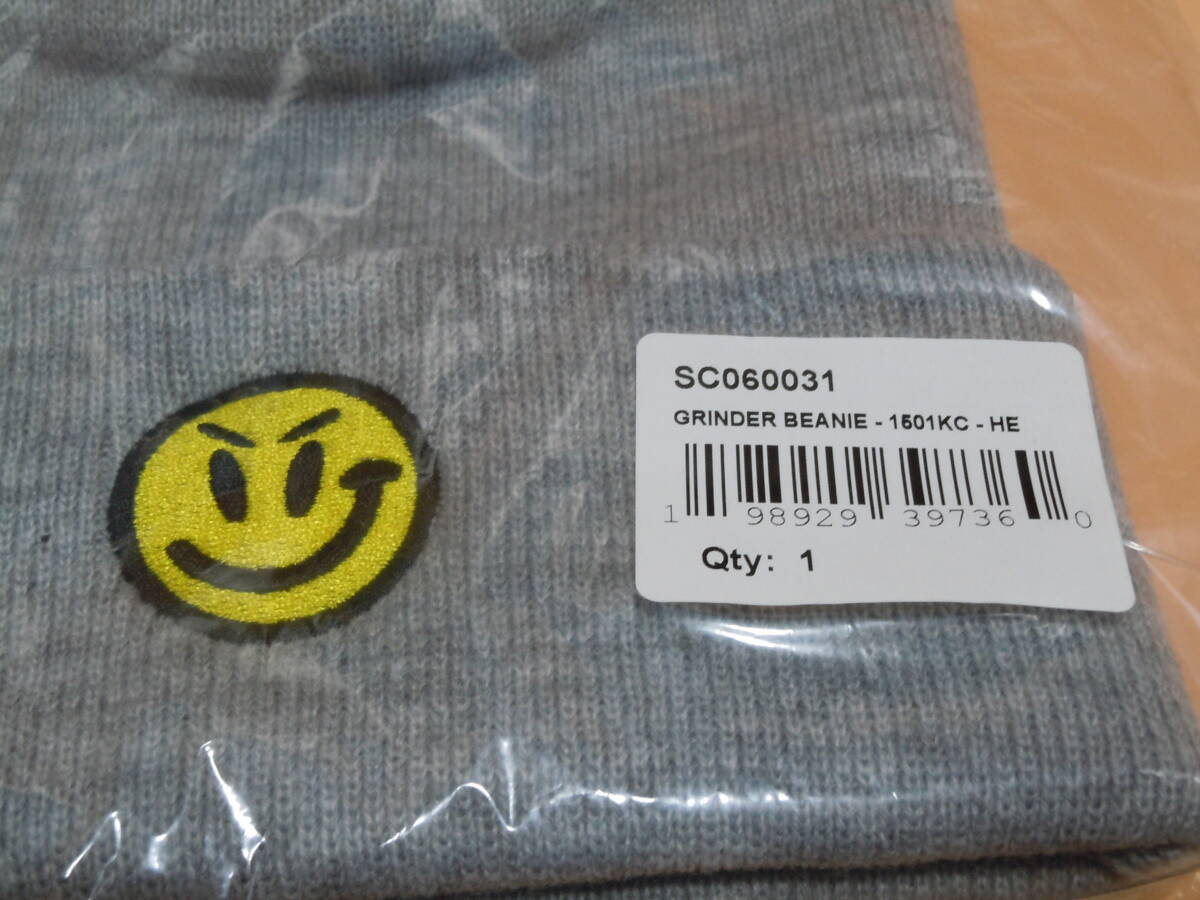 SC060031
GRINDER BEANIE - 1501KC - HE
1 98929 39736 0
Qty: 1